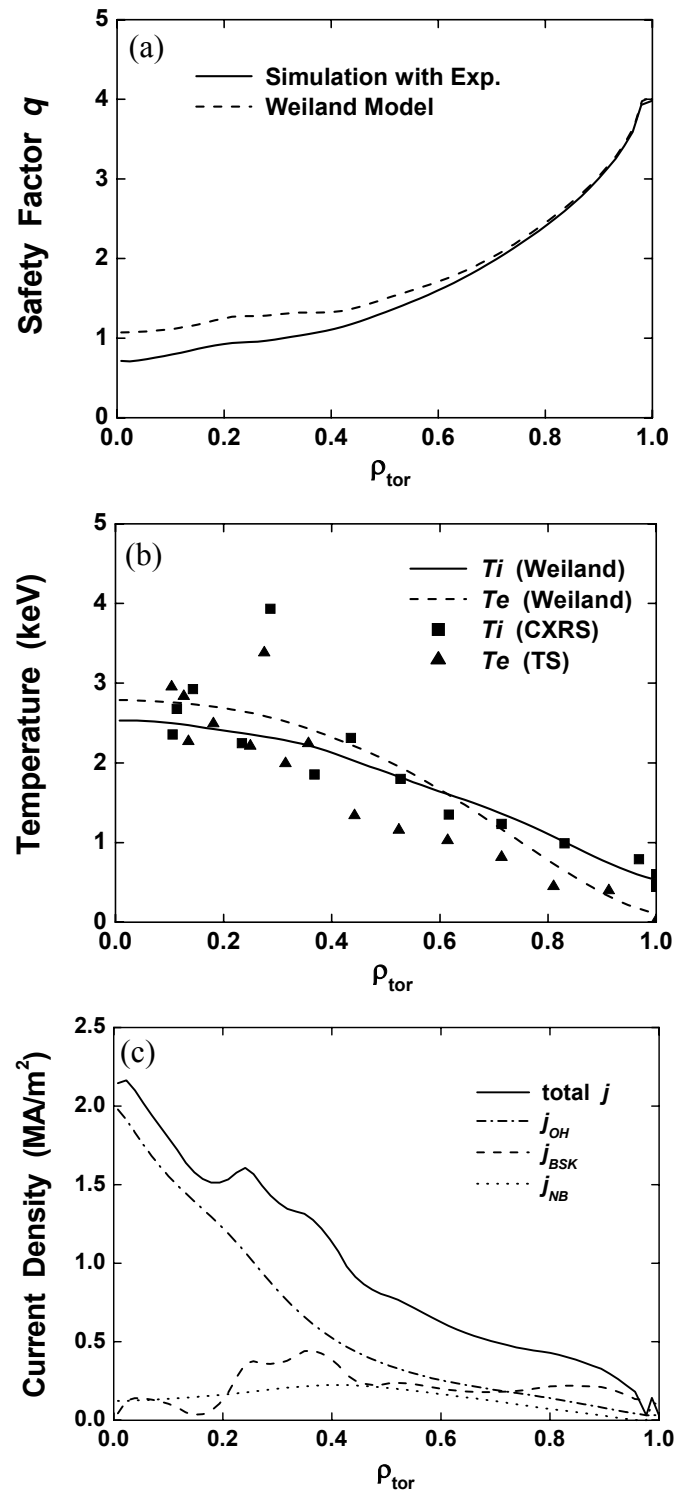 (a)
Simulation with Exp.
Weiland Model
Safety Factor q
5
4
3
2
1
0
0.0 0.2 0.4 0.6 0.8 1.0
ρtor
(b)
Ti (Weiland)
Te (Weiland)
Ti (CXRS)
Te (TS)
Temperature (keV)
5
4
3
2
1
0
0.0 0.2 0.4 0.6 0.8 1.0
ρtor
(c)
total j
jOH
jBSK
jNB
Current Density (MA/m²)
2.5
2.0
1.5
1.0
0.5
0.0
0.0 0.2 0.4 0.6 0.8 1.0
ρtor